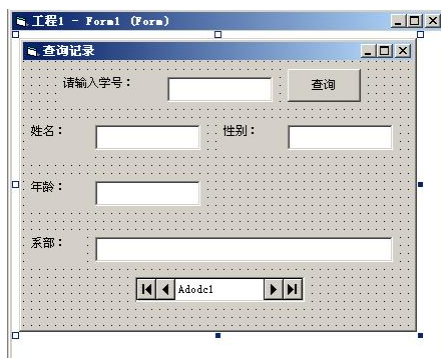 工程1 - Form1 (Form)
查询记录
请输入学号： 查询
姓名： 性别：
年龄：
系部：
Adodc1